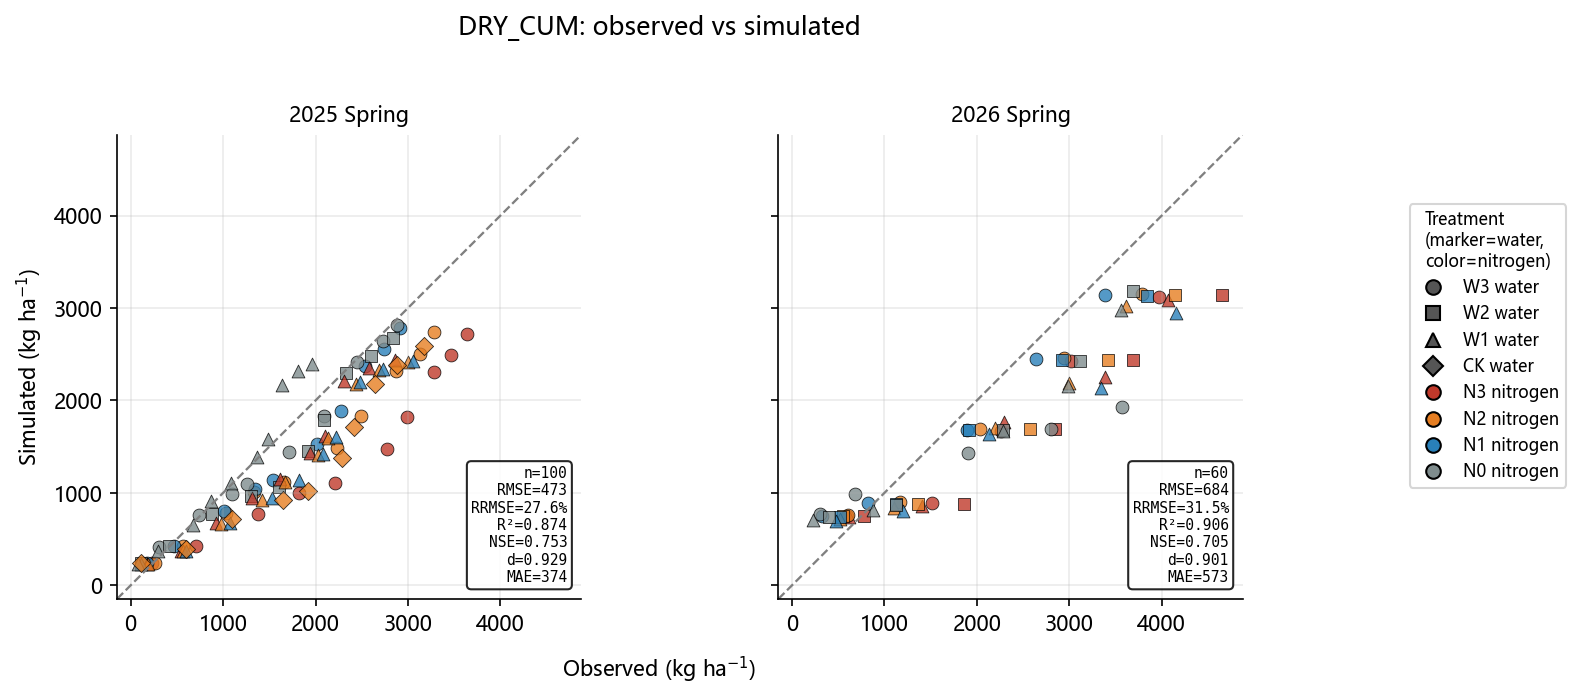 DRY_CUM: observed vs simulated
2025 Spring
2026 Spring
Simulated (kg ha⁻¹)
4000
3000
2000
1000
0
n=100
RMSE=473
RRMSE=27.6%
R²=0.874
NSE=0.753
d=0.929
MAE=374
0 1000 2000 3000 4000
n=60
RMSE=684
RRMSE=31.5%
R²=0.906
NSE=0.705
d=0.901
MAE=573
0 1000 2000 3000 4000
Observed (kg ha⁻¹)
Treatment
(marker=water,
color=nitrogen)
W3 water
W2 water
W1 water
CK water
N3 nitrogen
N2 nitrogen
N1 nitrogen
N0 nitrogen